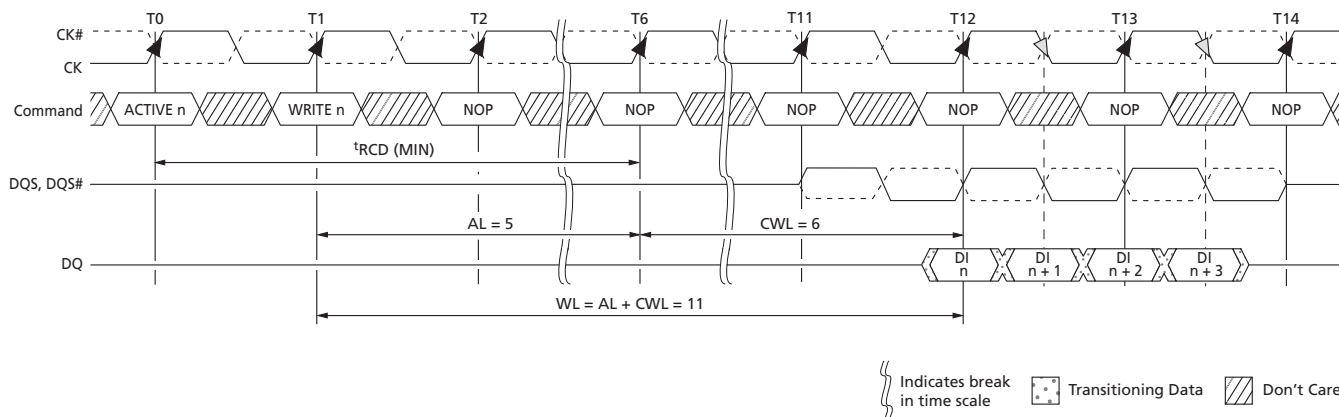 T0 T1 T2 T6 T11 T12 T13 T14
CK#
CK
Command ACTIVE n WRITE n NOP NOP NOP NOP NOP NOP
tRCD (MIN)
DQS, DQS#
AL = 5 CWL = 6
DQ DI n DI n + 1 DI n + 2 DI n + 3
WL = AL + CWL = 11
Indicates break
in time scale
Transitioning Data
Don't Care